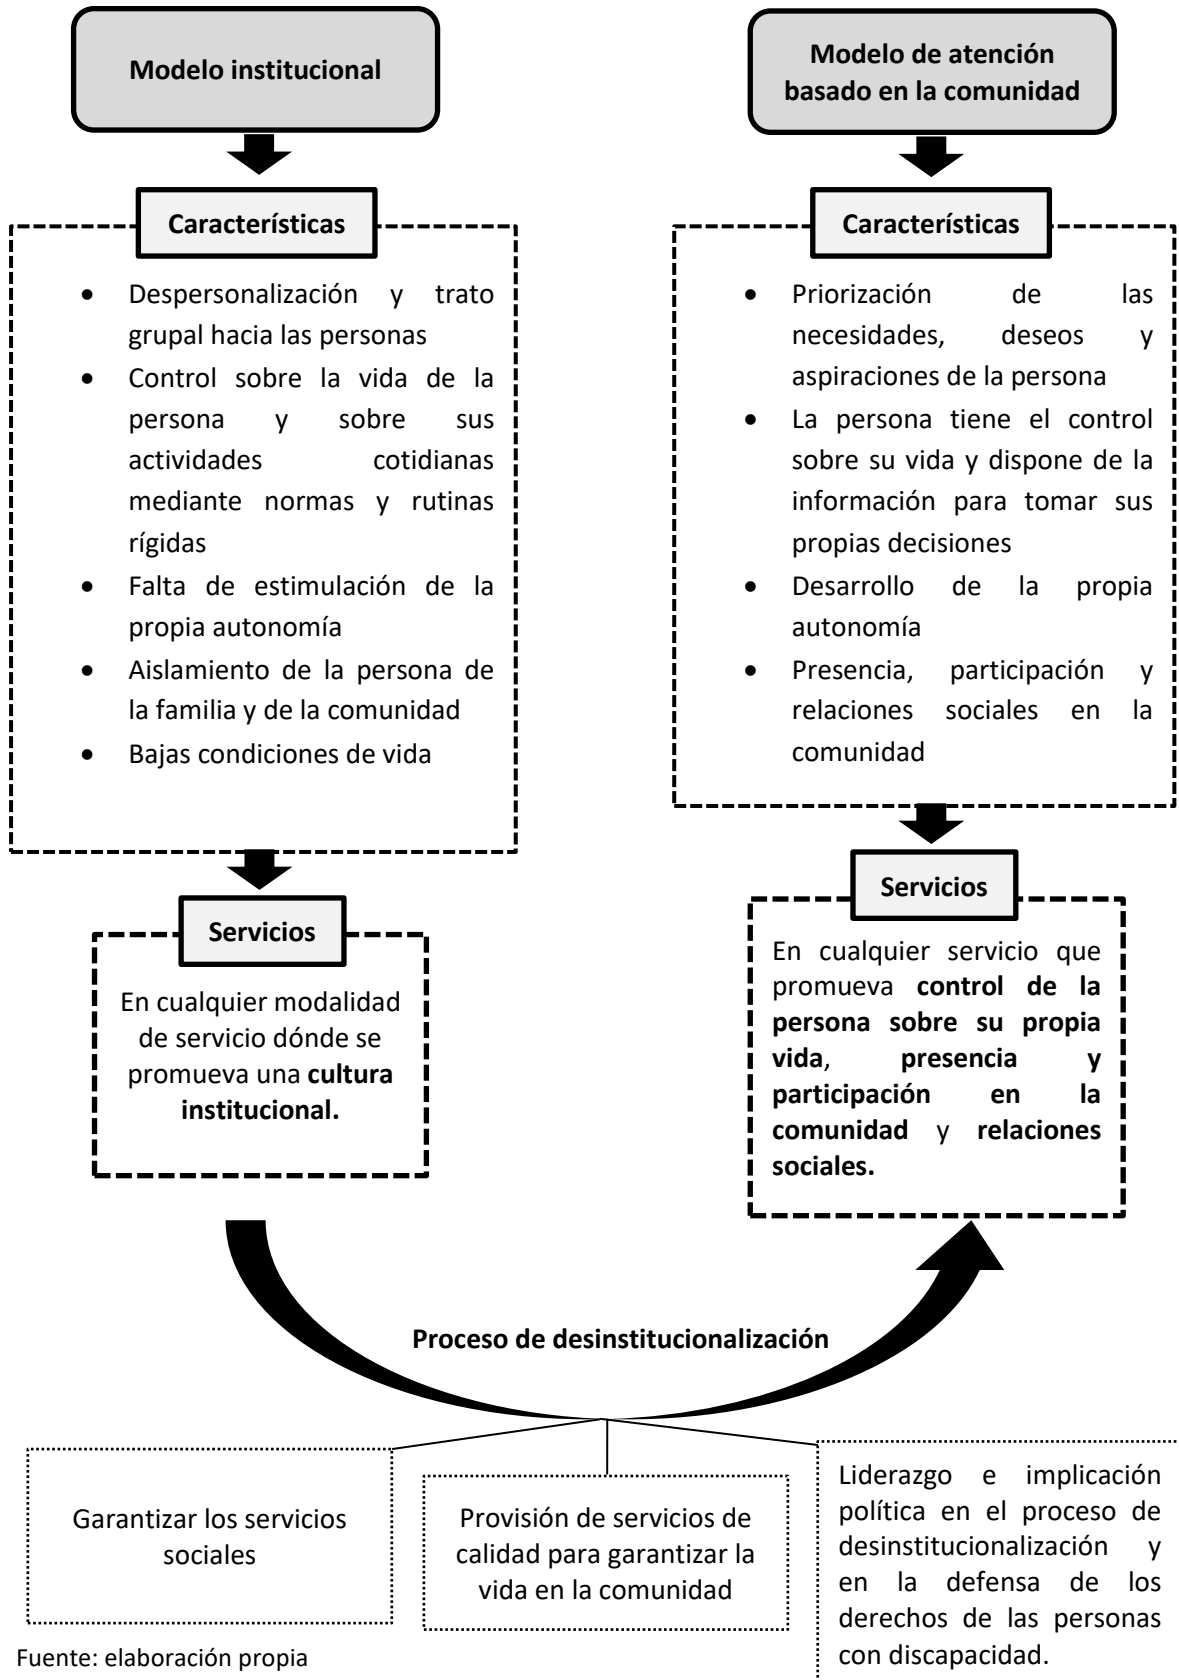 Modelo institucional
Características
• Despersonalización y trato
grupal hacia las personas
• Control sobre la vida de la
persona y sobre sus
actividades cotidianas
mediante normas y rutinas
rígidas
• Falta de estimulación de la
propia autonomía
• Aislamiento de la persona de
la familia y de la comunidad
• Bajas condiciones de vida
Servicios
En cualquier modalidad
de servicio dónde se
promueva una cultura
institucional.
Modelo de atención
basado en la comunidad
Características
• Priorización de las
necesidades, deseos y
aspiraciones de la persona
• La persona tiene el control
sobre su vida y dispone de la
información para tomar sus
propias decisiones
• Desarrollo de la propia
autonomía
• Presencia, participación y
relaciones sociales en la
comunidad
Servicios
En cualquier servicio que
promueva control de la
persona sobre su propia
vida, presencia y
participación en la
comunidad y relaciones
sociales.
Proceso de desinstitucionalización
Garantizar los servicios
sociales
Provisión de servicios de
calidad para garantizar la
vida en la comunidad
Liderazgo e implicación
política en el proceso de
desinstitucionalización y
en la defensa de los
derechos de las personas
con discapacidad.
Fuente: elaboración propia